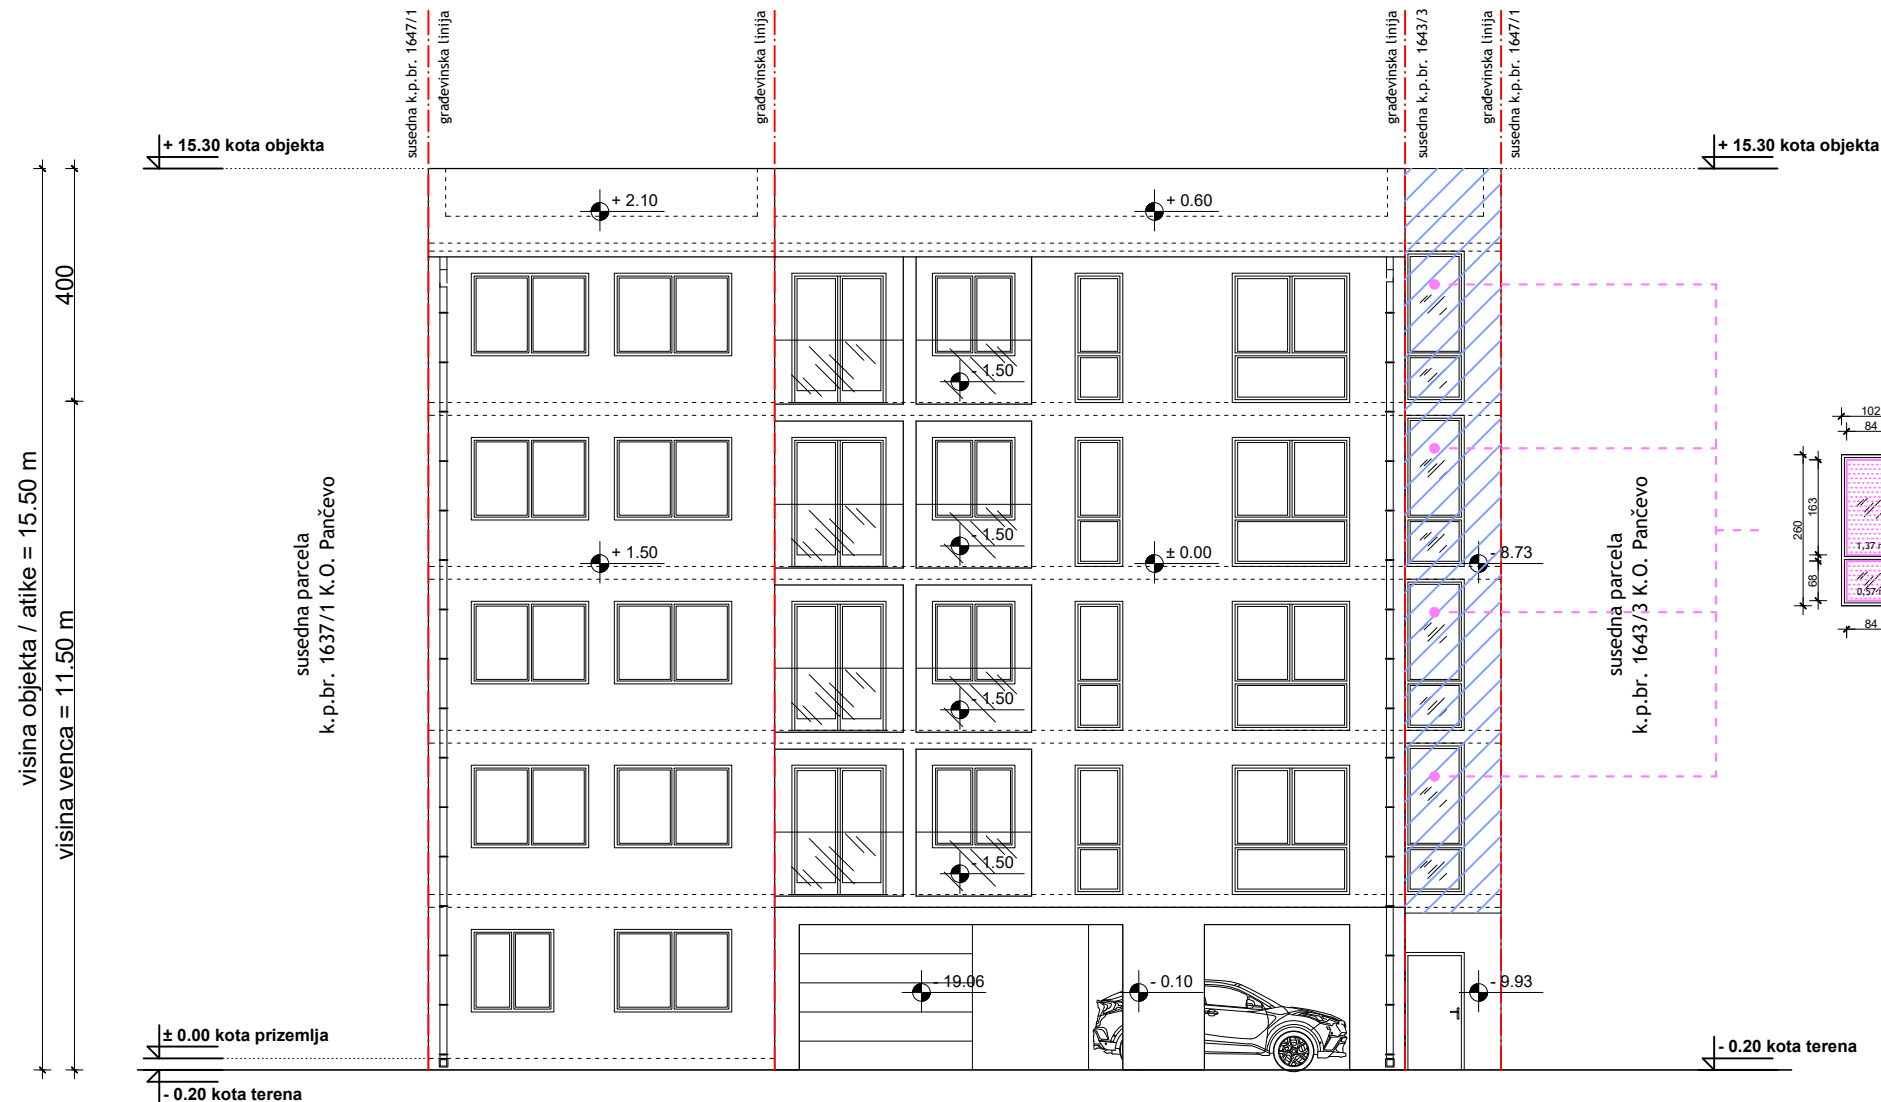 susedna k.p.br. 1647/1
građevinska linija
građevinska linija
građevinska linija
susedna k.p.br. 1643/3
građevinska linija
susedna k.p.br. 1647/1
+ 15.30 kota objekta
+ 15.30 kota objekta
+ 2.10
+ 0.60
400
- 1.50
102
84
visina objekta / atike = 15.50 m
visina venca = 11.50 m
susedna parcela
k.p.br. 1637/1 K.O. Pančevo
- 1.50
+ 1.50
± 0.00
- 8.73
susedna parcela
k.p.br. 1643/3 K.O. Pančevo
260
163
68
1,37
0,57
84
- 1.50
- 1.50
- 19.06
- 0.10
- 9.93
± 0.00 kota prizemlja
- 0.20 kota terena
- 0.20 kota terena